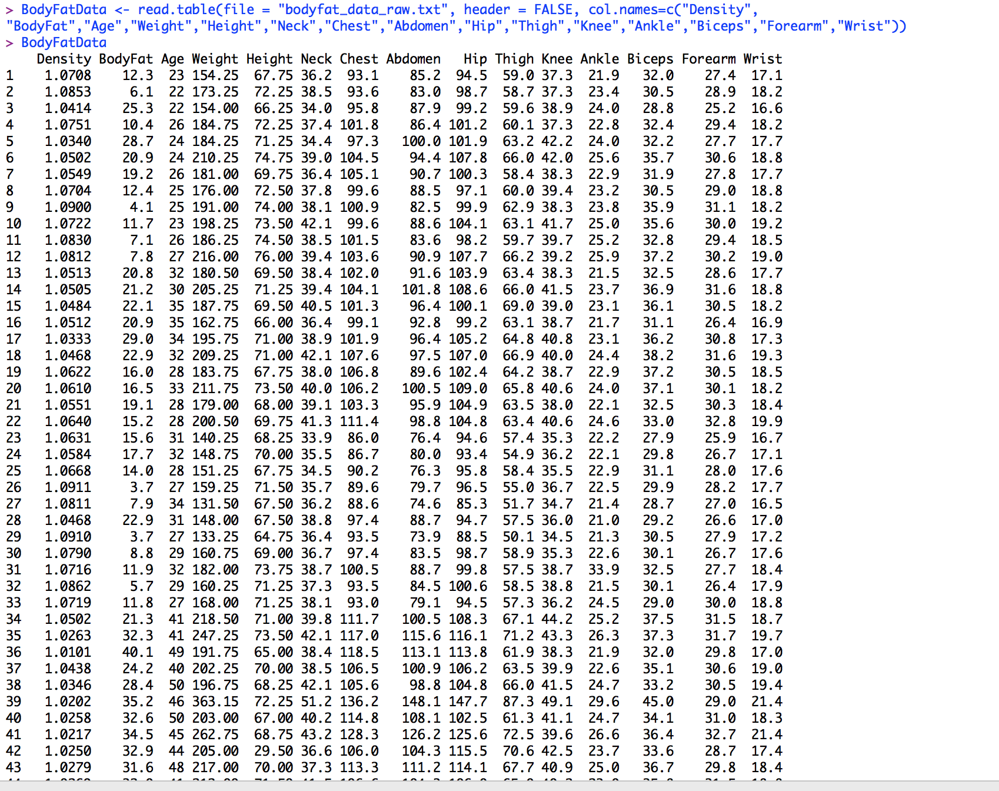 > BodyFatData <- read.table(file = "bodyfat_data_raw.txt", header = FALSE, col.names=c("Density",
"BodyFat","Age","Weight","Height","Neck","Chest","Abdomen","Hip","Thigh","Knee","Ankle","Biceps","Forearm","Wrist"))
> BodyFatData
Density BodyFat Age Weight Height Neck Chest Abdomen Hip Thigh Knee Ankle Biceps Forearm Wrist
1 1.0708 12.3 23 154.25 67.75 36.2 93.1 85.2 94.5 59.0 37.3 21.9 32.0 27.4 17.1
2 1.0853 6.1 22 173.25 72.25 38.5 93.6 83.0 98.7 58.7 37.3 23.4 30.5 28.9 18.2
3 1.0414 25.3 22 154.00 66.25 34.0 95.8 87.9 99.2 59.6 38.9 24.0 28.8 25.2 16.6
4 1.0751 10.4 26 184.75 72.25 37.4 101.8 86.4 101.2 60.1 37.3 22.8 32.4 29.4 18.2
5 1.0340 28.7 24 184.25 71.25 34.4 97.3 100.0 101.9 63.2 42.2 24.0 32.2 27.7 17.7
6 1.0502 20.9 24 210.25 74.75 39.0 104.5 94.4 107.8 66.0 42.0 25.6 35.7 30.6 18.8
7 1.0549 19.2 26 181.00 69.75 36.4 105.1 90.7 100.3 58.4 38.3 22.9 31.9 27.8 17.7
8 1.0704 12.4 25 176.00 72.50 37.8 99.6 88.5 97.1 60.0 39.4 23.2 30.5 29.0 18.8
9 1.0900 4.1 25 191.00 74.00 38.1 100.9 82.5 99.9 62.9 38.3 23.8 35.9 31.1 18.2
10 1.0722 11.7 23 198.25 73.50 42.1 99.6 88.6 104.1 63.1 41.7 25.0 35.6 30.0 19.2
11 1.0830 7.1 26 186.25 74.50 38.5 101.5 83.6 98.2 59.7 39.7 25.2 32.8 29.4 18.5
12 1.0812 7.8 27 216.00 76.00 39.4 103.6 90.9 107.7 66.2 39.2 25.9 37.2 30.2 19.0
13 1.0513 20.8 32 180.50 69.50 38.4 102.0 91.6 103.9 63.4 38.3 21.5 32.5 28.6 17.7
14 1.0505 21.2 30 205.25 71.25 39.4 104.1 101.8 108.6 66.0 41.5 23.7 36.9 31.6 18.8
15 1.0484 22.1 35 187.75 69.50 40.5 101.3 96.4 100.1 69.0 39.0 23.1 36.1 30.5 18.2
16 1.0512 20.9 35 162.75 66.00 36.4 99.1 92.8 99.2 63.1 38.7 21.7 31.1 26.4 16.9
17 1.0333 29.0 34 195.75 71.00 38.9 101.9 96.4 105.2 64.8 40.8 23.1 36.2 30.8 17.3
18 1.0468 22.9 32 209.25 71.00 42.1 107.6 97.5 107.0 66.9 40.0 24.4 38.2 31.6 19.3
19 1.0622 16.0 28 183.75 67.75 38.0 106.8 89.6 102.4 64.2 38.7 22.9 37.2 30.5 18.5
20 1.0610 16.5 33 211.75 73.50 40.0 106.2 100.5 109.0 65.8 40.6 24.0 37.1 30.1 18.2
21 1.0551 19.1 28 179.00 68.00 39.1 103.3 95.9 104.9 63.5 38.0 22.1 32.5 30.3 18.4
22 1.0640 15.2 28 200.50 69.75 41.3 111.4 98.8 104.8 63.4 40.6 24.6 33.0 32.8 19.9
23 1.0631 15.6 31 140.25 68.25 33.9 86.0 76.4 94.6 57.4 35.3 22.2 27.9 25.9 16.7
24 1.0584 17.7 32 148.75 70.00 35.5 86.7 80.0 93.4 54.9 36.2 22.1 29.8 26.7 17.1
25 1.0668 14.0 28 151.25 67.75 34.5 90.2 76.3 95.8 58.4 35.5 22.9 31.1 28.0 17.6
26 1.0911 3.7 27 159.25 71.50 35.7 89.6 79.7 96.5 55.0 36.7 22.5 29.9 28.2 17.7
27 1.0811 7.9 34 131.50 67.50 36.2 88.6 74.6 85.3 51.7 34.7 21.4 28.7 27.0 16.5
28 1.0468 22.9 31 148.00 67.50 38.8 97.4 88.7 94.7 57.5 36.0 21.0 29.2 26.6 17.0
29 1.0910 3.7 27 133.25 64.75 36.4 93.5 73.9 88.5 50.1 34.5 21.3 30.5 27.9 17.2
30 1.0790 8.8 29 160.75 69.00 36.7 97.4 83.5 98.7 58.9 35.3 22.6 30.1 26.7 17.6
31 1.0716 11.9 32 182.00 73.75 38.7 100.5 88.7 99.8 57.5 38.7 33.9 32.5 27.7 18.4
32 1.0862 5.7 29 160.25 71.25 37.3 93.5 84.5 100.6 58.5 38.8 21.5 30.1 26.4 17.9
33 1.0719 11.8 27 168.00 71.25 38.1 93.0 79.1 94.5 57.3 36.2 24.5 29.0 30.0 18.8
34 1.0502 21.3 41 218.50 71.00 39.8 111.7 100.5 108.3 67.1 44.2 25.2 37.5 31.5 18.7
35 1.0263 32.3 41 247.25 73.50 42.1 117.0 115.6 116.1 71.2 43.3 26.3 37.3 31.7 19.7
36 1.0101 40.1 49 191.75 65.00 38.4 118.5 113.1 113.8 61.9 38.3 21.9 32.0 29.8 17.0
37 1.0438 24.2 40 202.25 70.00 38.5 106.5 100.9 106.2 63.5 39.9 22.6 35.1 30.6 19.0
38 1.0346 28.4 50 196.75 68.25 42.1 105.6 98.8 104.8 66.0 41.5 24.7 33.2 30.5 19.4
39 1.0202 35.2 46 363.15 72.25 51.2 136.2 148.1 147.7 87.3 49.1 29.6 45.0 29.0 21.4
40 1.0258 32.6 50 203.00 67.00 40.2 114.8 108.1 102.5 61.3 41.1 24.7 34.1 31.0 18.3
41 1.0217 34.5 45 262.75 68.75 43.2 128.3 126.2 125.6 72.5 39.6 26.6 36.4 32.7 21.4
42 1.0250 32.9 44 205.00 29.50 36.6 106.0 104.3 115.5 70.6 42.5 23.7 33.6 28.7 17.4
43 1.0279 31.6 48 217.00 70.00 37.3 113.3 111.2 114.1 67.7 40.9 25.0 36.7 29.8 18.4